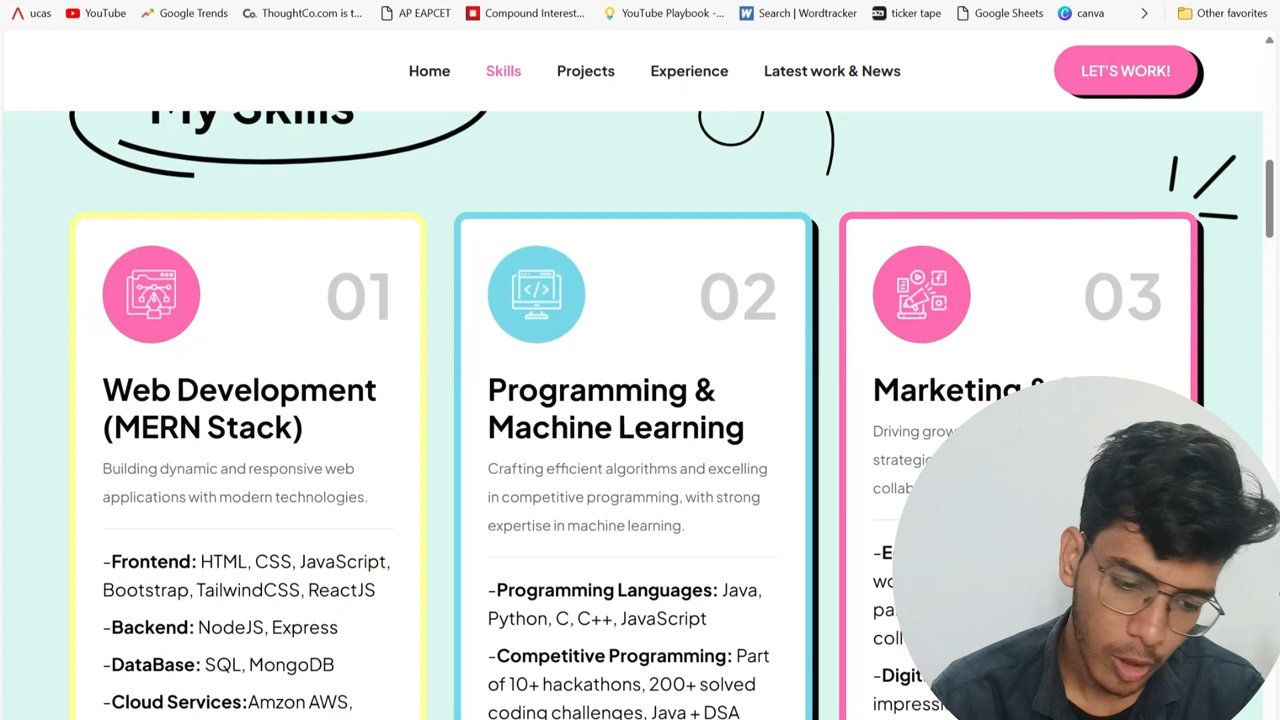 ucas
YouTube
Google Trends
Co. ThoughtCo.com is t...
AP EAPCET
Compound Interest...
YouTube Playbook -...
W Search | Wordtracker
ticker tape
Google Sheets
canva
Other favorites
Home
Skills
Projects
Experience
Latest work & News
LET'S WORK!
My Skills
01
Web Development
(MERN Stack)
Building dynamic and responsive web
applications with modern technologies.
-Frontend: HTML, CSS, JavaScript,
Bootstrap, TailwindCSS, ReactJS
-Backend: NodeJS, Express
-DataBase: SQL, MongoDB
-Cloud Services:Amzon AWS,
02
Programming &
Machine Learning
Crafting efficient algorithms and excelling
in competitive programming, with strong
expertise in machine learning.
-Programming Languages: Java,
Python, C, C++, JavaScript
-Competitive Programming: Part
of 10+ hackathons, 200+ solved
coding challenges, Java + DSA
03
Marketing &
Driving